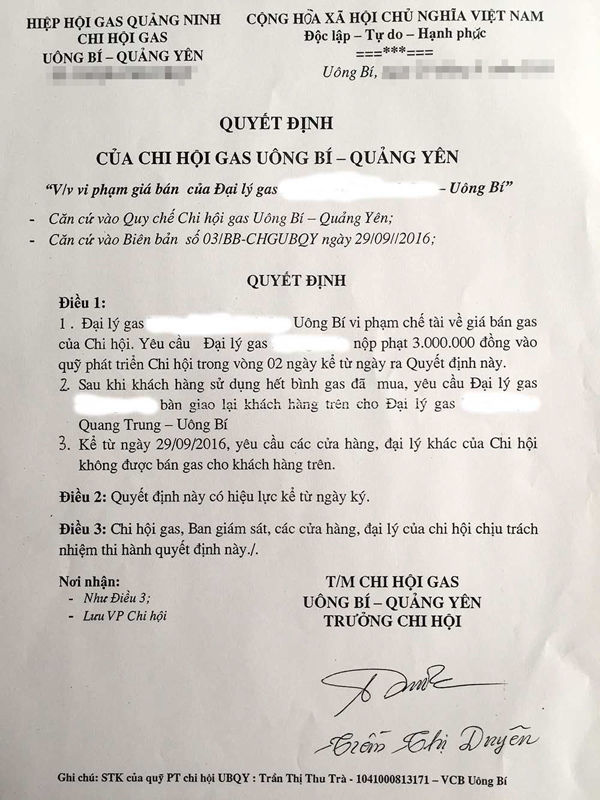 HIỆP HỘI GAS QUẢNG NINH
CHI HỘI GAS
UÔNG BÍ – QUẢNG YÊN
CỘNG HÒA XÃ HỘI CHỦ NGHĨA VIỆT NAM
Độc lập – Tự do – Hạnh phúc
===***===
Uông Bí,
QUYẾT ĐỊNH
CỦA CHI HỘI GAS UÔNG BÍ – QUẢNG YÊN
“V/v vi phạm giá bán của Đại lý gas – Uông Bí”
- Căn cứ vào Quy chế Chi hội gas Uông Bí – Quảng Yên;
- Căn cứ vào Biên bản số 03/BB-CHGUBQY ngày 29/09//2016;
QUYẾT ĐỊNH
Điều 1:
1. Đại lý gas Uông Bí vi phạm chế tài về giá bán gas
của Chi hội. Yêu cầu Đại lý gas nộp phạt 3.000.000 đồng vào
quỹ phát triển Chi hội trong vòng 02 ngày kể từ ngày ra Quyết định này.
2. Sau khi khách hàng sử dụng hết bình gas đã mua, yêu cầu Đại lý gas
bàn giao lại khách hàng trên cho Đại lý gas
Quang Trung – Uông Bí
3. Kể từ ngày 29/09/2016, yêu cầu các cửa hàng, đại lý khác của Chi hội
không được bán gas cho khách hàng trên.
Điều 2: Quyết định này có hiệu lực kể từ ngày ký.
Điều 3: Chi hội gas, Ban giám sát, các cửa hàng, đại lý của chi hội chịu trách
nhiệm thi hành quyết định này./.
Nơi nhận:
- Như Điều 3;
- Lưu VP Chi hội
T/M CHI HỘI GAS
UÔNG BÍ – QUẢNG YÊN
TRƯỞNG CHI HỘI
Trần Thị Duyên
Ghi chú: STK của quỹ PT chi hội UBQY : Trần Thị Thu Trà - 1041000813171 – VCB Uông Bí